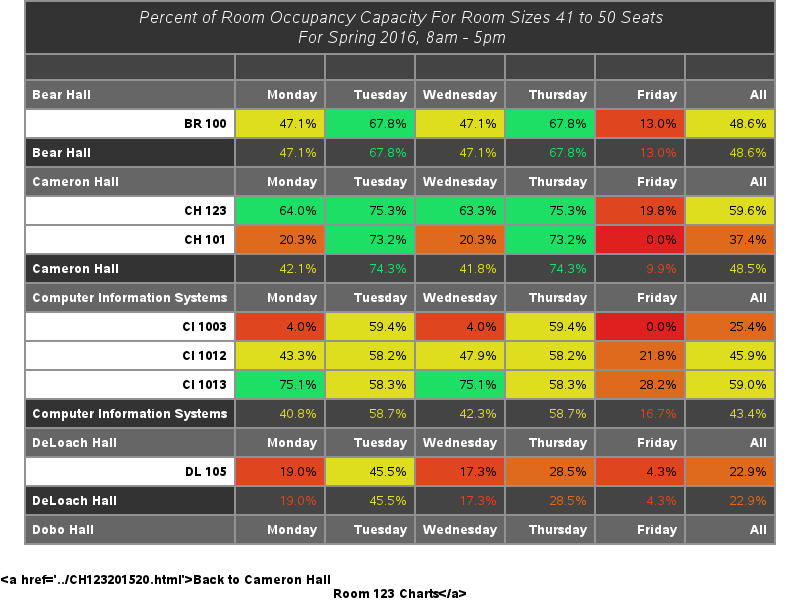 Percent of Room Occupancy Capacity For Room Sizes 41 to 50 Seats
For Spring 2016, 8am - 5pm
Bear Hall Monday Tuesday Wednesday Thursday Friday All
BR 100 47.1% 67.8% 47.1% 67.8% 13.0% 48.6%
Bear Hall 47.1% 67.8% 47.1% 67.8% 13.0% 48.6%
Cameron Hall Monday Tuesday Wednesday Thursday Friday All
CH 123 64.0% 75.3% 63.3% 75.3% 19.8% 59.6%
CH 101 20.3% 73.2% 20.3% 73.2% 0.0% 37.4%
Cameron Hall 42.1% 74.3% 41.8% 74.3% 9.9% 48.5%
Computer Information Systems Monday Tuesday Wednesday Thursday Friday All
CI 1003 4.0% 59.4% 4.0% 59.4% 0.0% 25.4%
CI 1012 43.3% 58.2% 47.9% 58.2% 21.8% 45.9%
CI 1013 75.1% 58.3% 75.1% 58.3% 28.2% 59.0%
Computer Information Systems 40.8% 58.7% 42.3% 58.7% 16.7% 43.4%
DeLoach Hall Monday Tuesday Wednesday Thursday Friday All
DL 105 19.0% 45.5% 17.3% 28.5% 4.3% 22.9%
DeLoach Hall 19.0% 45.5% 17.3% 28.5% 4.3% 22.9%
Dobo Hall Monday Tuesday Wednesday Thursday Friday All
<a href='../CH123201520.html'>Back to Cameron Hall
Room 123 Charts</a>